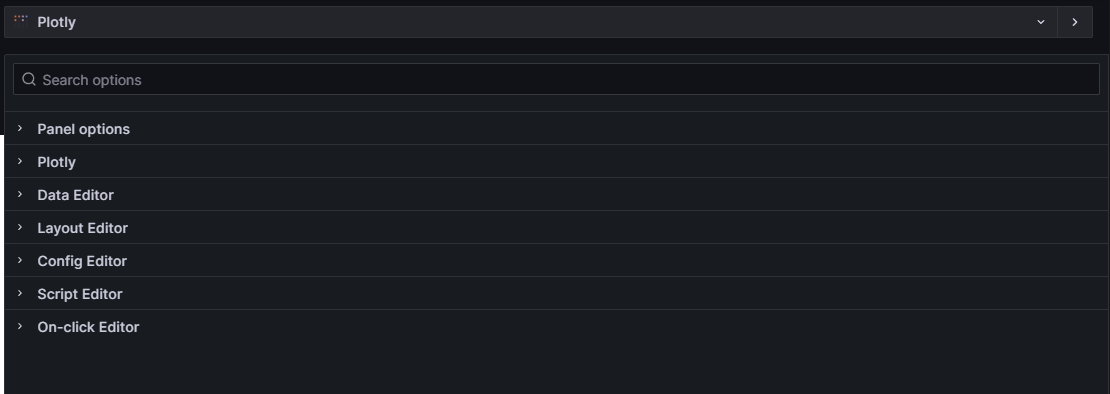 Plotly
Search options
Panel options
Plotly
Data Editor
Layout Editor
Config Editor
Script Editor
On-click Editor